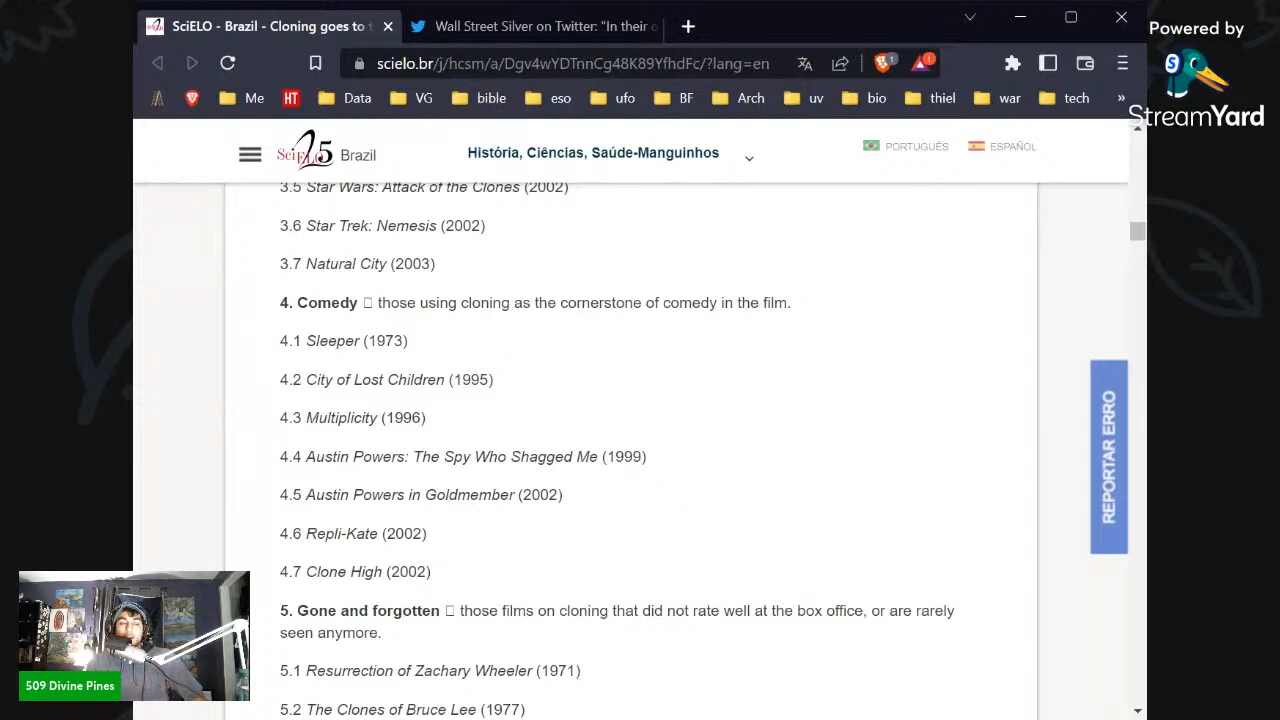 SciELO - Brazil - Cloning goes to t
Wall Street Silver on Twitter: "In their o
Powered by
StreamYard
scielo.br/j/hcsm/a/Dgv4wYDTnnCg48K89YfhdFc/?lang=en
1
1
Me
HT
Data
VG
bible
eso
ufo
BF
Arch
uv
bio
thiel
war
tech
»
SciELO 25 Brazil
História, Ciências, Saúde-Manguinhos
PORTUGUÊS
ESPAÑOL
3.5 Star Wars: Attack of the Clones (2002)
3.6 Star Trek: Nemesis (2002)
3.7 Natural City (2003)
4. Comedy □ those using cloning as the cornerstone of comedy in the film.
4.1 Sleeper (1973)
4.2 City of Lost Children (1995)
4.3 Multiplicity (1996)
4.4 Austin Powers: The Spy Who Shagged Me (1999)
4.5 Austin Powers in Goldmember (2002)
4.6 Repli-Kate (2002)
4.7 Clone High (2002)
5. Gone and forgotten □ those films on cloning that did not rate well at the box office, or are rarely
seen anymore.
5.1 Resurrection of Zachary Wheeler (1971)
5.2 The Clones of Bruce Lee (1977)
REPORTAR ERRO
509 Divine Pines